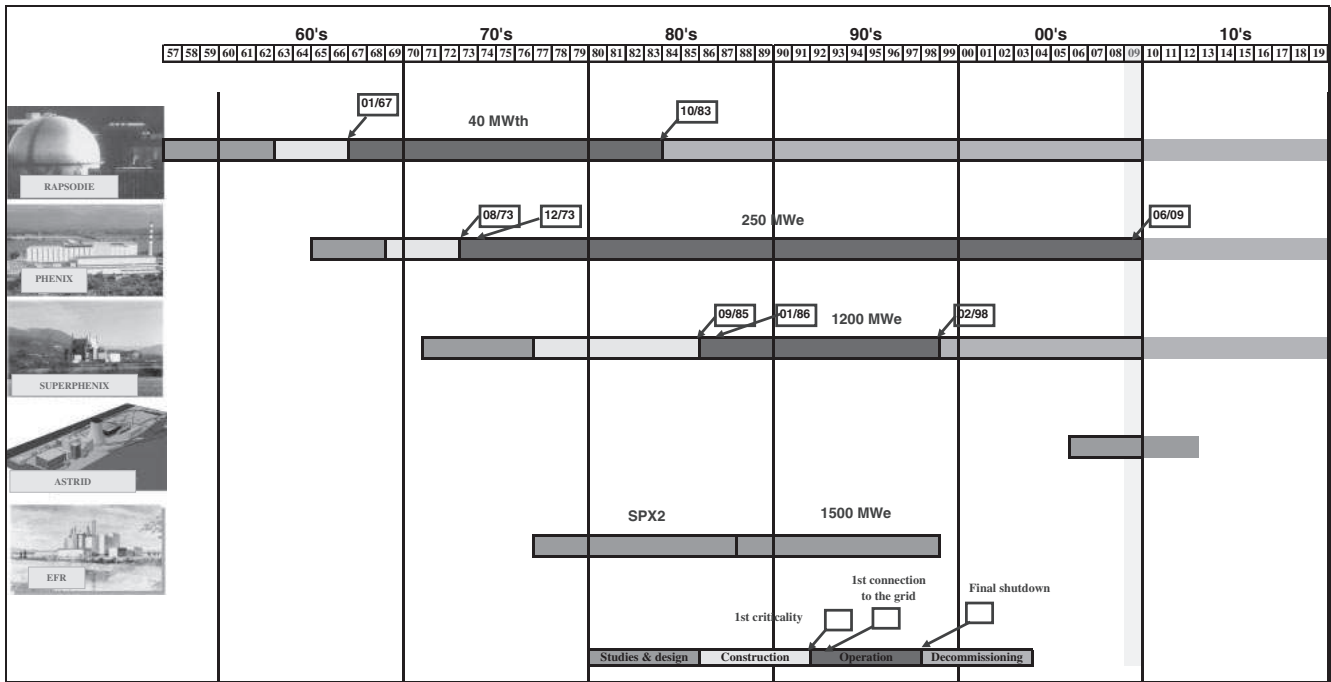 60's 70's 80's 90's 00's 10's
57 58 59 60 61 62 63 64 65 66 67 68 69 70 71 72 73 74 75 76 77 78 79 80 81 82 83 84 85 86 87 88 89 90 91 92 93 94 95 96 97 98 99 00 01 02 03 04 05 06 07 08 09 10 11 12 13 14 15 16 17 18 19
01/67
40 MWth
10/83
RAPSODIE
08/73
12/73
250 MWe
06/09
PHENIX
09/85
01/86
1200 MWe
02/98
SUPERPHENIX
ASTRID
SPX2
1500 MWe
EFR
1st criticality
1st connection
to the grid
Final shutdown
Studies & design
Construction
Operation
Decommissioning